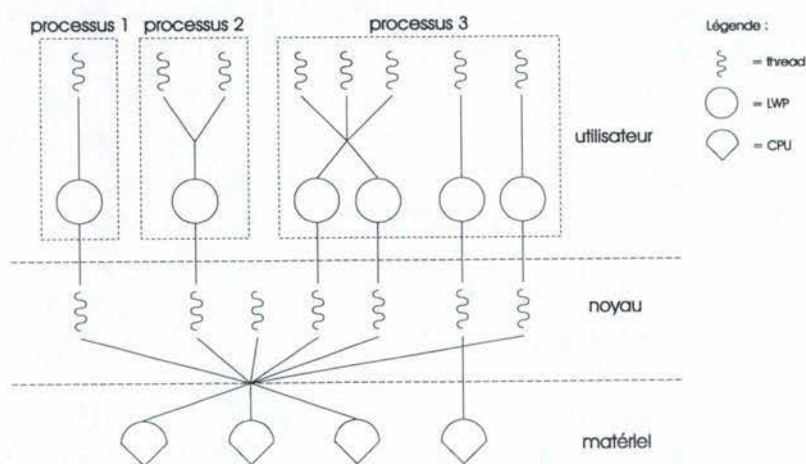 processus 1
processus 2
processus 3
Légende :
= thread
= LWP
= CPU
utilisateur
noyau
matériel